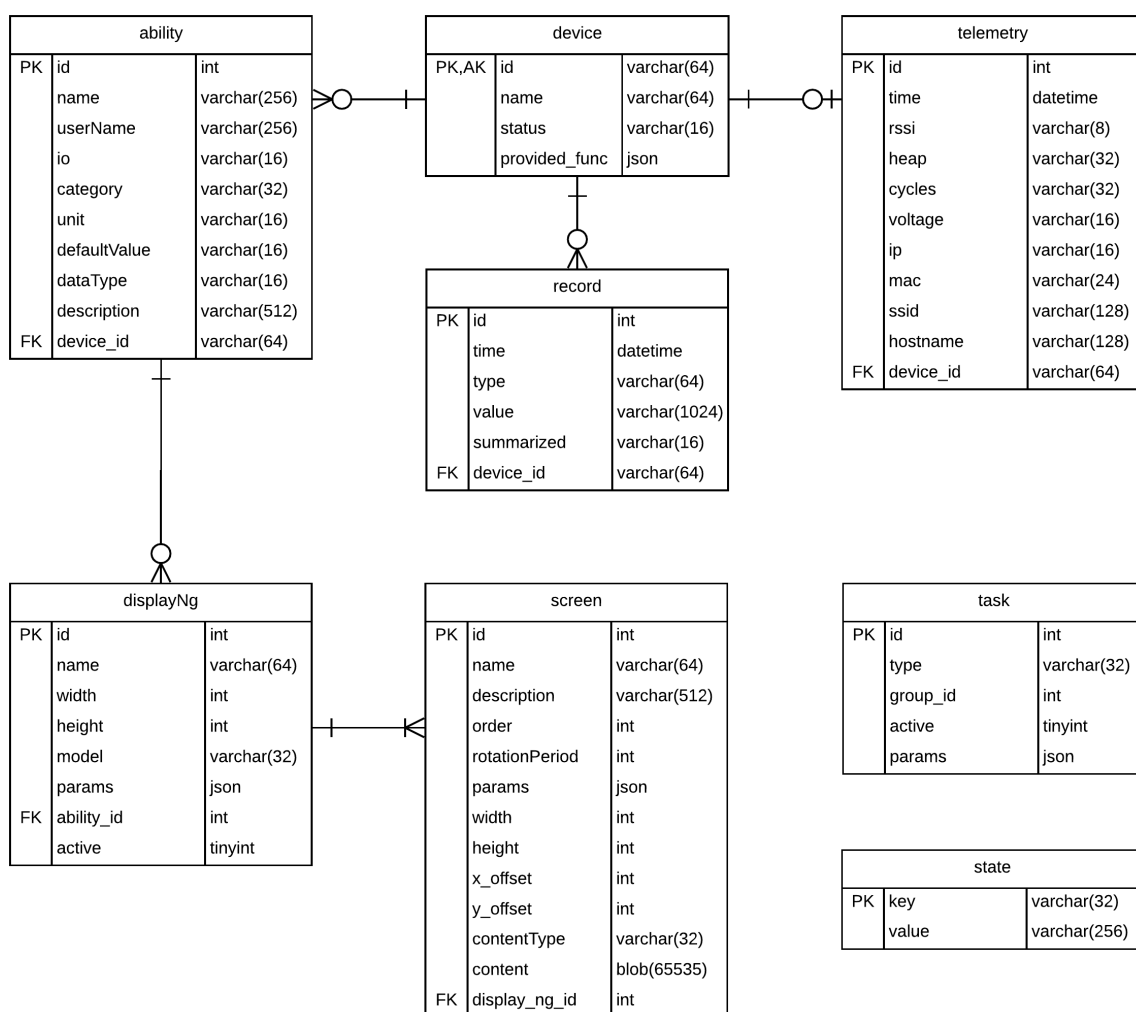 ability
PK id int
name varchar(256)
userName varchar(256)
io varchar(16)
category varchar(32)
unit varchar(16)
defaultValue varchar(16)
dataType varchar(16)
description varchar(512)
FK device_id varchar(64)
device
PK,AK id varchar(64)
name varchar(64)
status varchar(16)
provided_func json
telemetry
PK id int
time datetime
rssi varchar(8)
heap varchar(32)
cycles varchar(32)
voltage varchar(16)
ip varchar(16)
mac varchar(24)
ssid varchar(128)
hostname varchar(128)
FK device_id varchar(64)
record
PK id int
time datetime
type varchar(64)
value varchar(1024)
summarized varchar(16)
FK device_id varchar(64)
displayNg
PK id int
name varchar(64)
width int
height int
model varchar(32)
params json
FK ability_id int
active tinyint
screen
PK id int
name varchar(64)
description varchar(512)
order int
rotationPeriod int
params json
width int
height int
x_offset int
y_offset int
contentType varchar(32)
content blob(65535)
FK display_ng_id int
task
PK id int
type varchar(32)
group_id int
active tinyint
params json
state
PK key varchar(32)
value varchar(256)